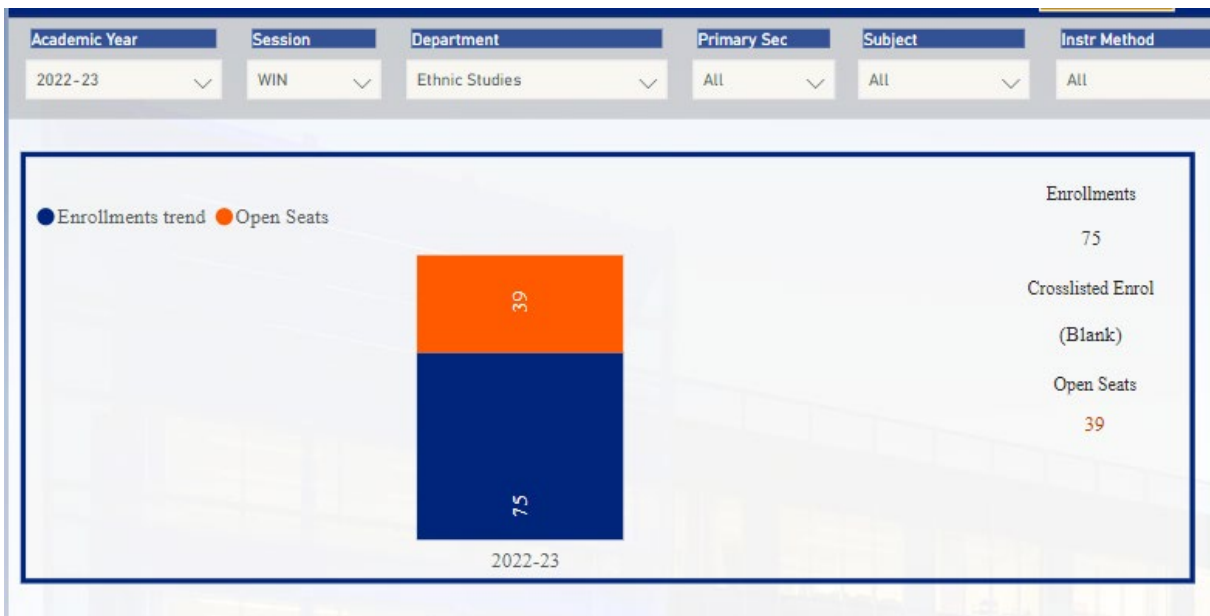 Academic Year Session Department Primary Sec Subject Instr Method
2022-23 WIN Ethnic Studies All All All
Enrollments trend Open Seats
39
75
2022-23
Enrollments
75
Crosslisted Enrol
(Blank)
Open Seats
39